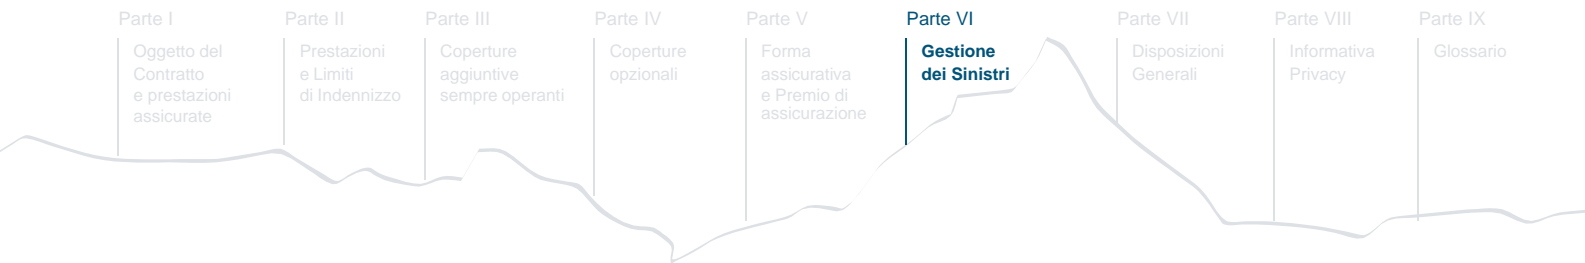 Parte I
Oggetto del
Contratto
e prestazioni
assicurate
Parte II
Prestazioni
e Limiti
di Indennizzo
Parte III
Coperture
aggiuntive
sempre operanti
Parte IV
Coperture
opzionali
Parte V
Forma
assicurativa
e Premio di
assicurazione
Parte VI
Gestione
dei Sinistri
Parte VII
Disposizioni
Generali
Parte VIII
Informativa
Privacy
Parte IX
Glossario